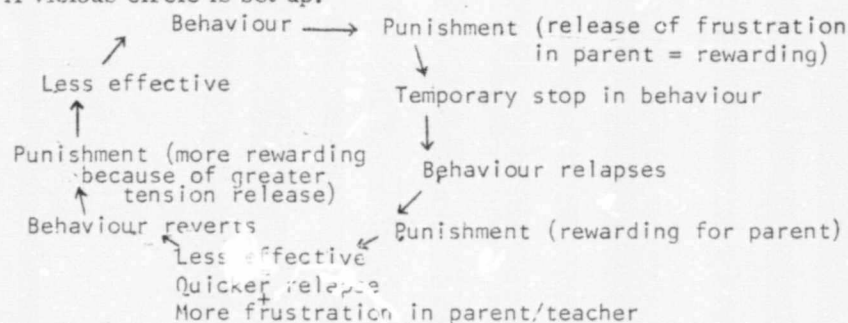 A vicious circle is set up.
Behaviour → Punishment (release of frustration
in parent = rewarding)
Less effective
Temporary stop in behaviour
Punishment (more rewarding
because of greater
tension release)
Behaviour relapses
Behaviour reverts
Punishment (rewarding for parent)
Less effective
Quicker relapse
+
More frustration in parent/teacher